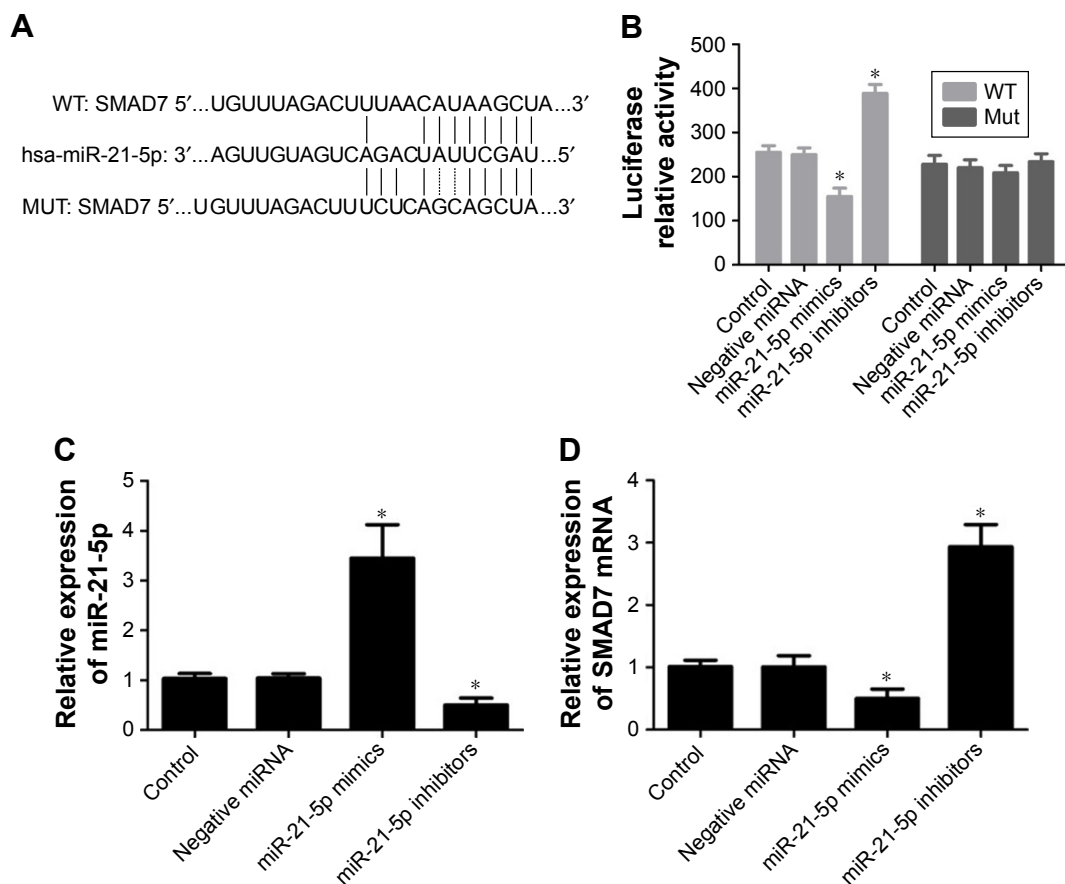 A
WT: SMAD7 5′...UGUUUAGACUUUAACAUAAGCUA...3′
hsa-miR-21-5p: 3′...AGUUGUAGUCAGACUAUUCGAU...5′
MUT: SMAD7 5′...UGUUUAGACUUUCUCAGCAGCUA...3′
B
Luciferase
relative activity
500
400
300
200
100
0
WT
Mut
*
*
Control
Negative miRNA
miR-21-5p mimics
miR-21-5p inhibitors
Control
Negative miRNA
miR-21-5p mimics
miR-21-5p inhibitors
C
Relative expression
of miR-21-5p
5
4
3
2
1
0
*
*
Control
Negative miRNA
miR-21-5p mimics
miR-21-5p inhibitors
D
Relative expression
of SMAD7 mRNA
4
3
2
1
0
*
*
Control
Negative miRNA
miR-21-5p mimics
miR-21-5p inhibitors